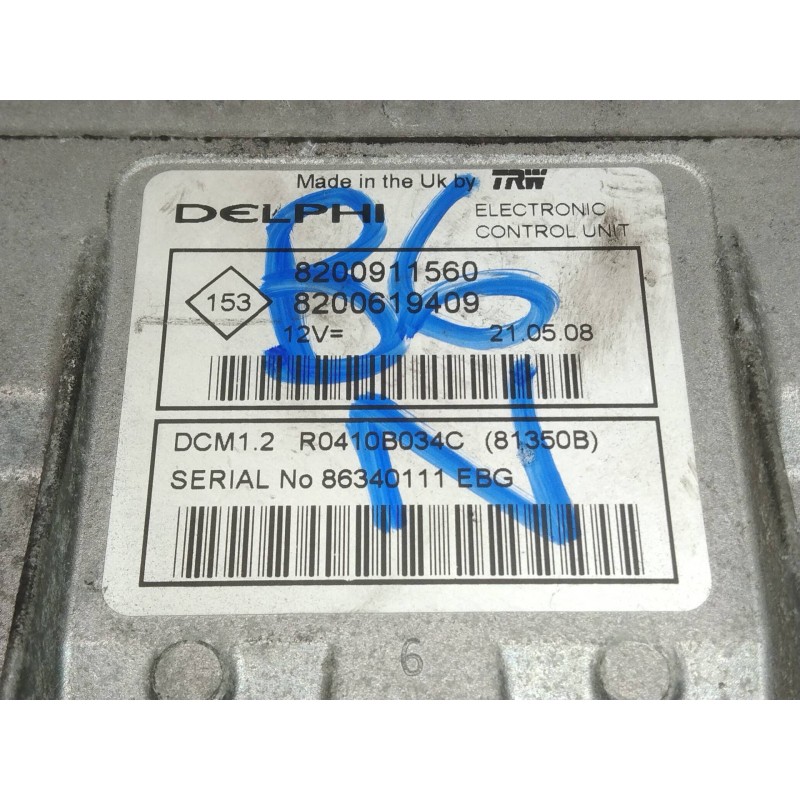 Made in the Uk by TRW
DELPHI ELECTRONIC
CONTROL UNIT
153
8200911560
8200619409
12V= 21.05.08
DCM1.2 R0410B034C (81350B)
SERIAL No 86340111 EBG
B6
N
6